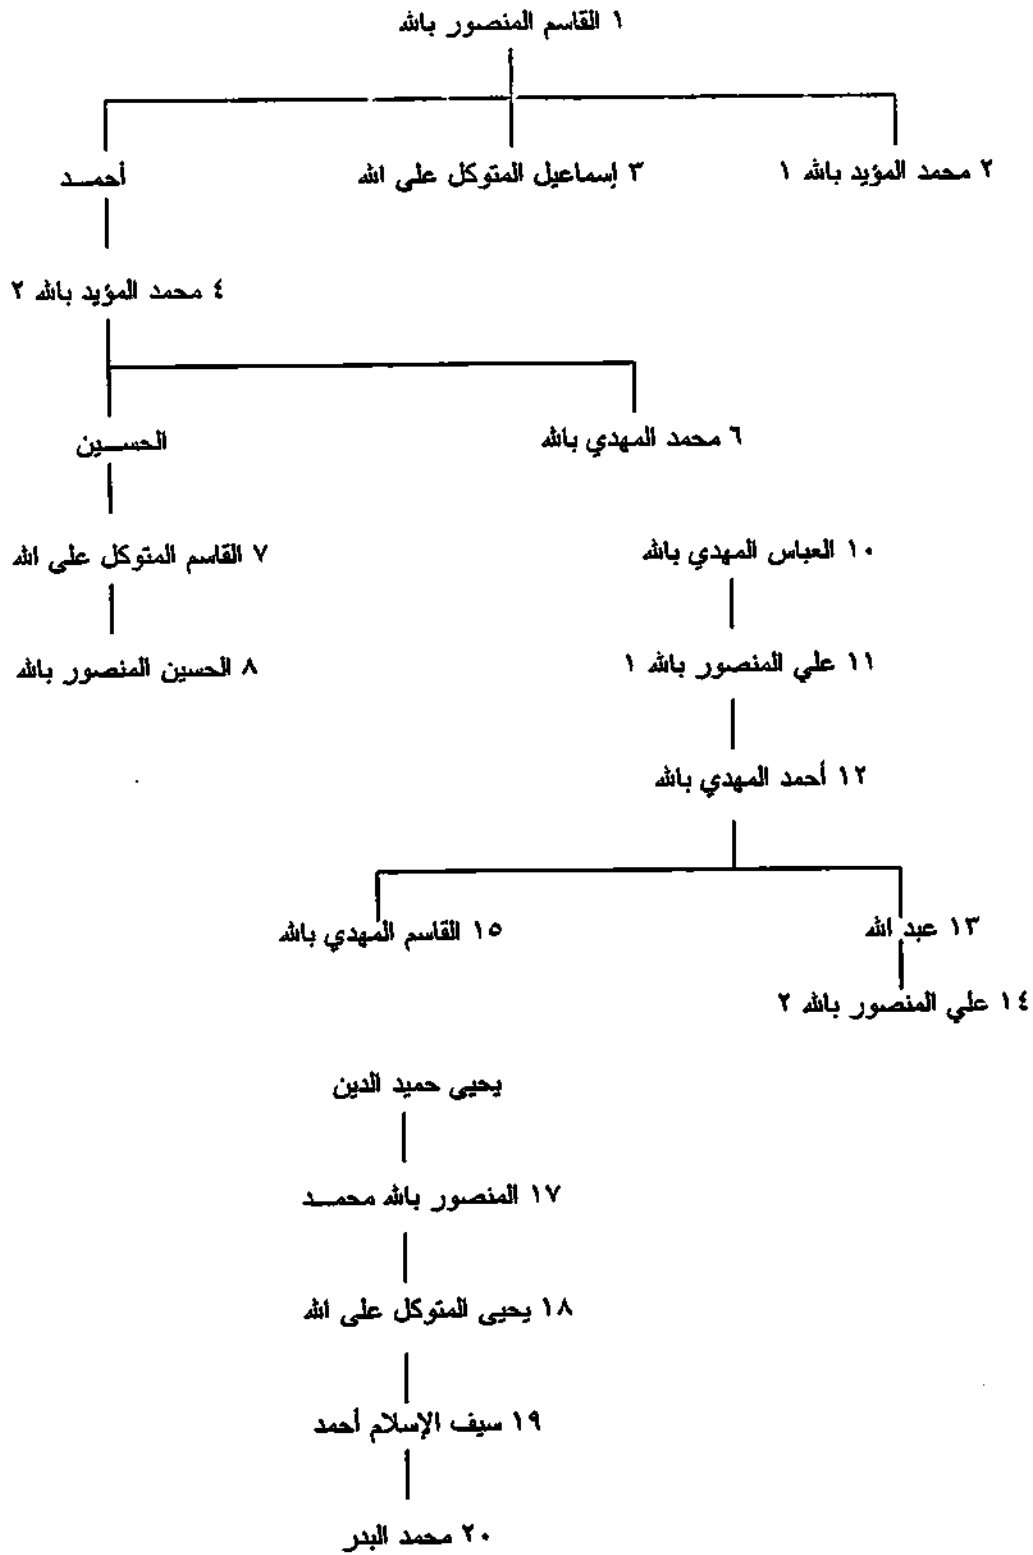 ١ القاسم المنصور بالله
٢ محمد المؤيد بالله ١
٣ إسماعيل المتوكل على الله
أحمــد
٤ محمد المؤيد بالله ٢
٦ محمد المهدي بالله
الحســين
١٠ العباس المهدي بالله
٧ القاسم المتوكل على الله
١١ علي المنصور بالله ١
٨ الحسين المنصور بالله
١٢ أحمد المهدي بالله
١٣ عبد الله
١٥ القاسم المهدي بالله
١٤ علي المنصور بالله ٢
يحيى حميد الدين
١٧ المنصور بالله محمــد
١٨ يحيى المتوكل على الله
١٩ سيف الإسلام أحمد
٢٠ محمد البدر